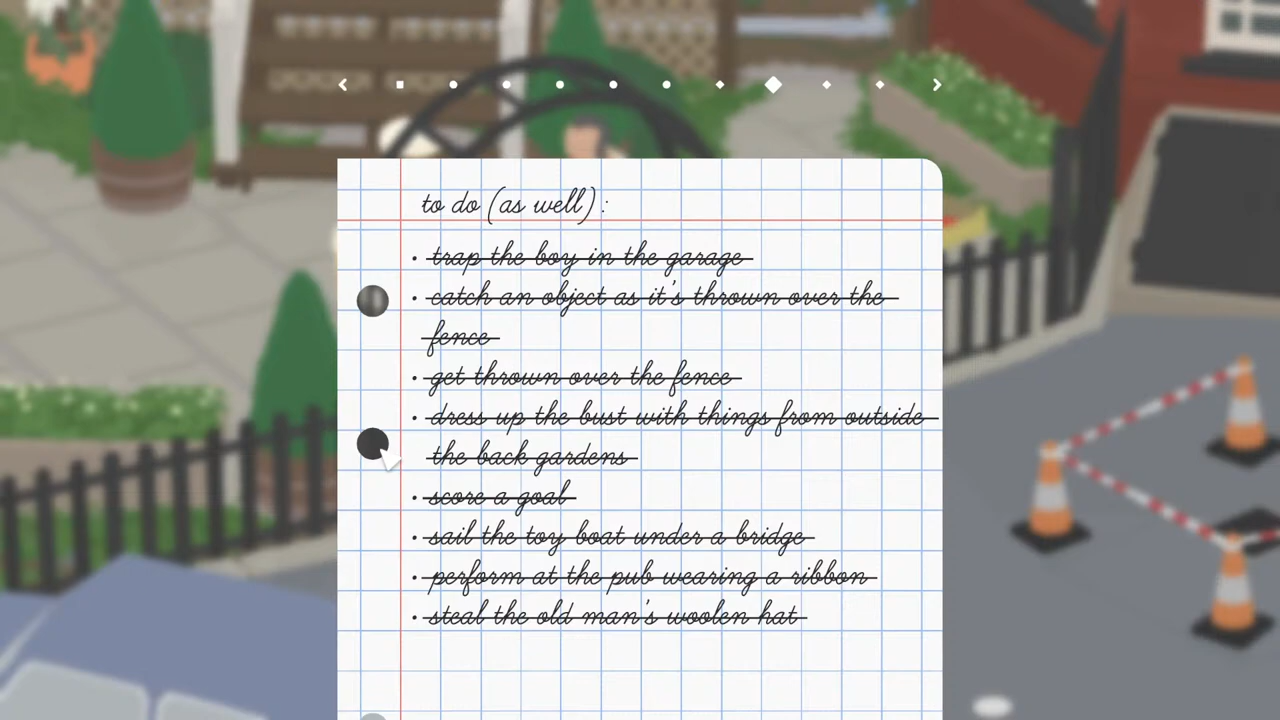 to do (as well):
• trap the boy in the garage
• catch an object as it's thrown over the
fence
• get thrown over the fence
• dress up the bust with things from outside
the back gardens
• score a goal
• sail the toy boat under a bridge
• perform at the pub wearing a ribbon
• steal the old man's woolen hat